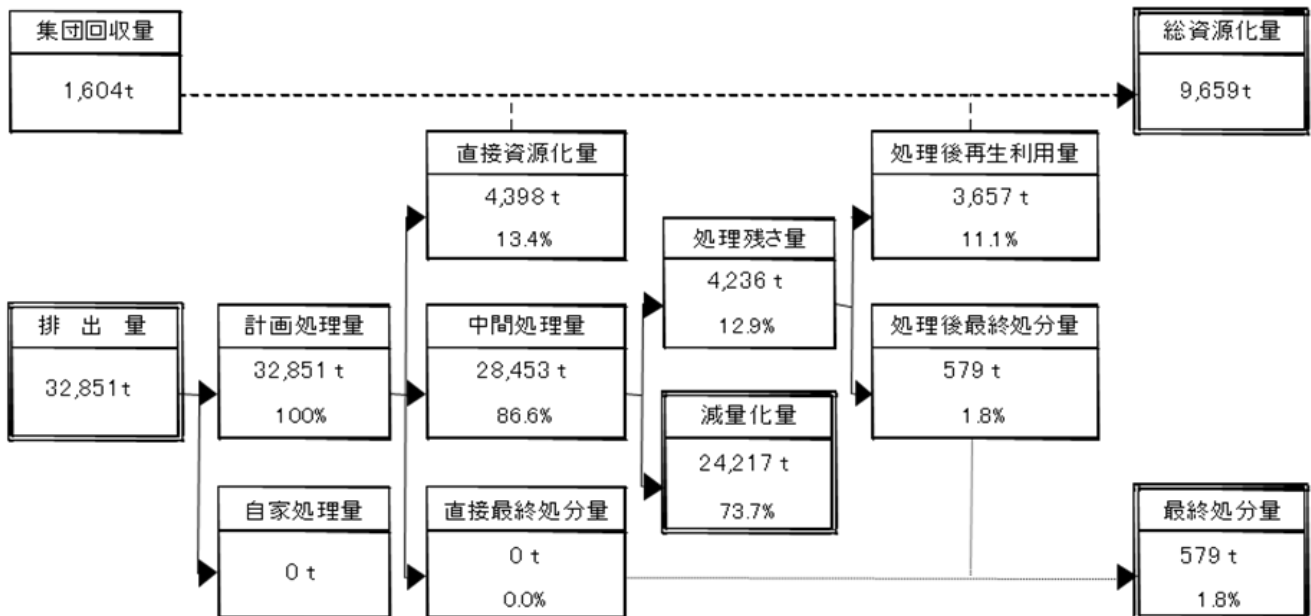 集団回収量
1,604t
総資源化量
9,659t
直接資源化量
4,398 t
13.4%
処理後再生利用量
3,657 t
11.1%
処理残さ量
4,236 t
12.9%
排 出 量
32,851t
計画処理量
32,851 t
100%
中間処理量
28,453 t
86.6%
処理後最終処分量
579 t
1.8%
減量化量
24,217 t
73.7%
自家処理量
0 t
直接最終処分量
0 t
0.0%
最終処分量
579 t
1.8%